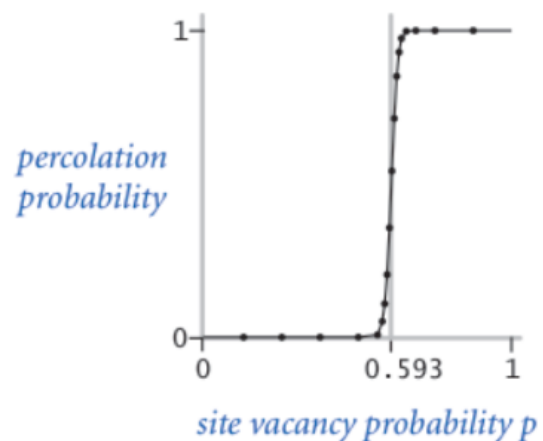 1
percolation
probability
0
0 0.593 1
site vacancy probability p